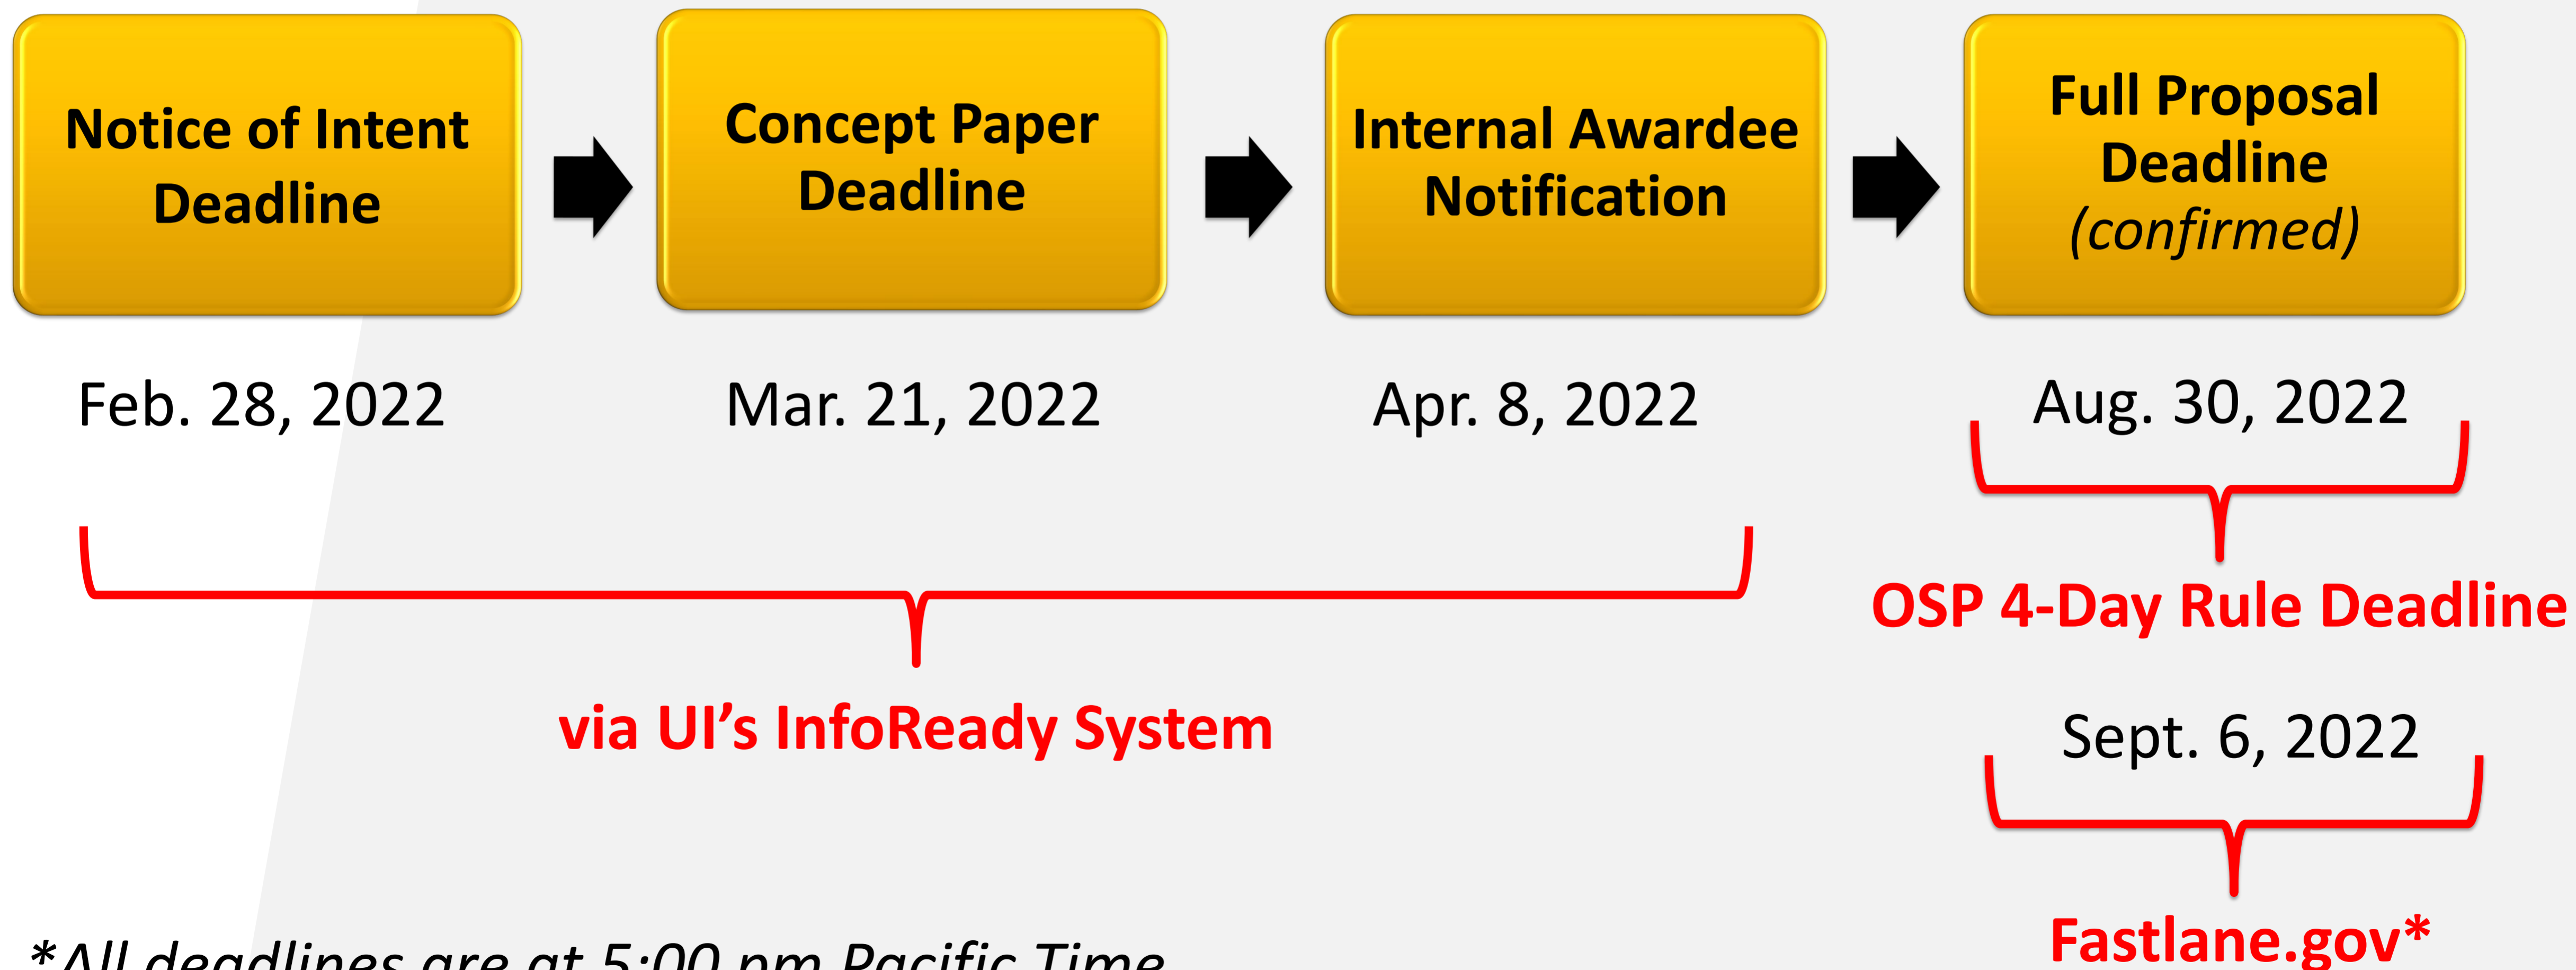 Notice of Intent
Deadline
Concept Paper
Deadline
Internal Awardee
Notification
Full Proposal
Deadline
(confirmed)
Feb. 28, 2022
Mar. 21, 2022
Apr. 8, 2022
Aug. 30, 2022
OSP 4-Day Rule Deadline
via UI’s InfoReady System
Sept. 6, 2022
Fastlane.gov*
*All deadlines are at 5:00 pm Pacific Time